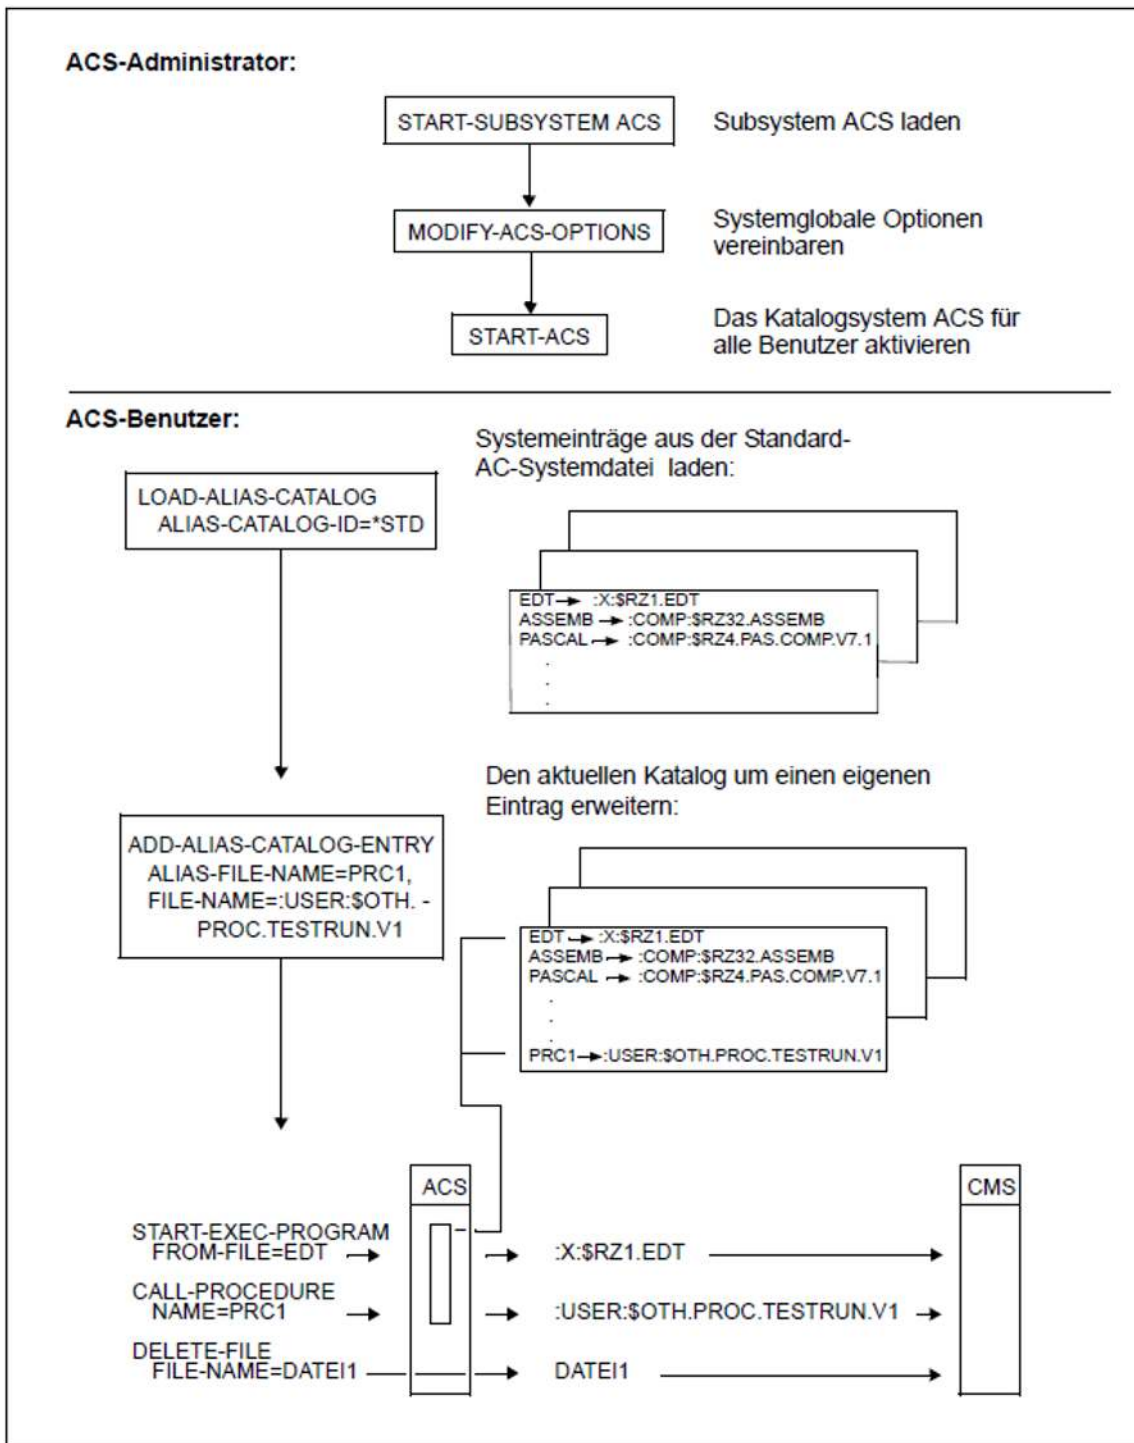 ACS-Administrator:
START-SUBSYSTEM ACS
Subsystem ACS laden
MODIFY-ACS-OPTIONS
Systemglobale Optionen
vereinbaren
START-ACS
Das Katalogsystem ACS für
alle Benutzer aktivieren
ACS-Benutzer:
Systemeinträge aus der Standard-
AC-Systemdatei laden:
LOAD-ALIAS-CATALOG
ALIAS-CATALOG-ID=*STD
EDT → :X:$RZ1.EDT
ASSEMB → :COMP:$RZ32.ASSEMB
PASCAL → :COMP:$RZ4.PAS.COMP.V7.1
.
.
.
Den aktuellen Katalog um einen eigenen
Eintrag erweitern:
ADD-ALIAS-CATALOG-ENTRY
ALIAS-FILE-NAME=PRC1,
FILE-NAME=:USER:$OTH. -
PROC.TESTRUN.V1
EDT → :X:$RZ1.EDT
ASSEMB → :COMP:$RZ32.ASSEMB
PASCAL → :COMP:$RZ4.PAS.COMP.V7.1
.
.
.
PRC1 → :USER:$OTH.PROC.TESTRUN.V1
ACS
CMS
START-EXEC-PROGRAM
FROM-FILE=EDT → → :X:$RZ1.EDT →
CALL-PROCEDURE
NAME=PRC1 → → :USER:$OTH.PROC.TESTRUN.V1 →
DELETE-FILE
FILE-NAME=DATEI1 → DATEI1 →